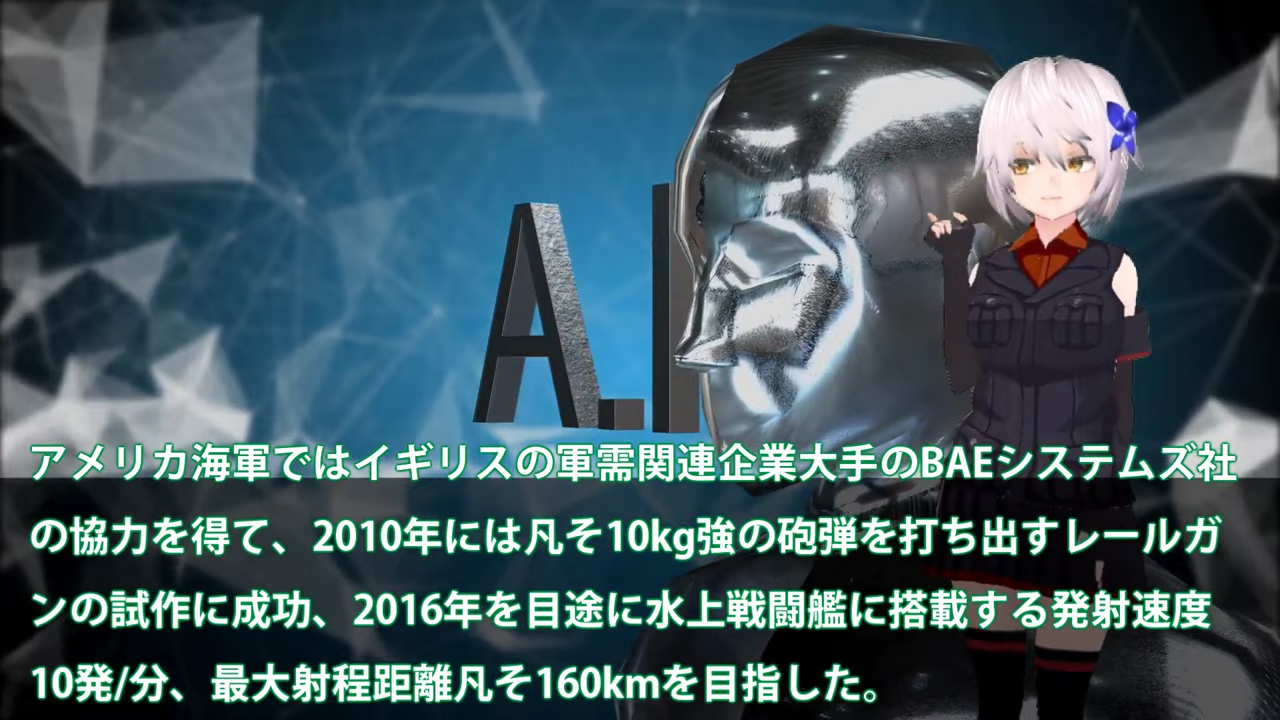 A.I
アメリカ海軍ではイギリスの軍需関連企業大手のBAEシステムズ社
の協力を得て、2010年には凡そ10kg強の砲弾を打ち出すレールガ
ンの試作に成功、2016年を目途に水上戦闘艦に搭載する発射速度
10発/分、最大射程距離凡そ160kmを目指した。